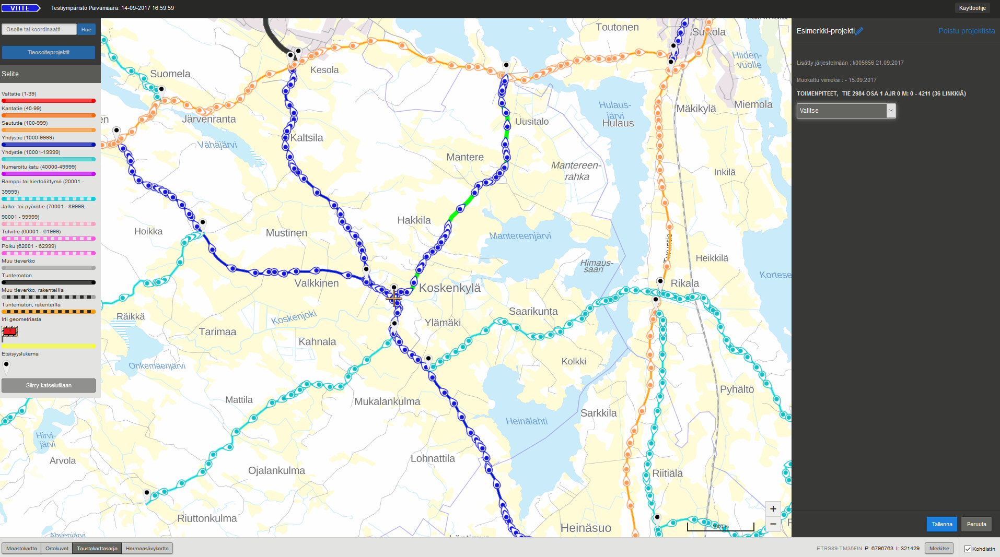 VIITE
Testiympäristö Päivämäärä: 14-09-2017 16:59:59
Käyttöohje
Osoite tai koordinaatit
Hae
Tieosoiteprojektit
Selite
Valtatie (1-39)
Kantatie (40-99)
Seututie (100-999)
Yhdystie (1000-9999)
Yhdystie (10001-19999)
Numeroitu katu (40000-49999)
Ramppi tai kiertoliittymä (20001 -
39999)
Jalka- tai pyörätie (70001 - 89999,
90001 - 99999)
Talvitie (60001 - 61999)
Polku (62001 - 62999)
Muu tieverkko
Tuntematon
Muu tieverkko, rakenteilla
Tuntematon, rakenteilla
Irti geometriasta
Etäisyyslukema
Siirry katselutilaan
Toutonen
Kesola
Suomela
Hiiden-
vuolle
Järvenranta
Hulaus-
järvi
Hulaus
Mäkikylä
Miemola
Uusitalo
Kaltsila
Vähäjärvi
Mantere
Mantereen-
rahka
Inkilä
Hakkila
Hoikka
Mustinen
Mantereenjärvi
Himaus-
saari
Heikkilä
Kortese
Valkkinen
Koskenkylä
Rikala
Räikkä
Koskenjoki
Saarikunta
Ylämäki
Tarimaa
Kahnala
Onkemäenjärvi
Kolkki
Pyhältö
Mattila
Mukalankulma
Sarkkila
Heinälahti
Hirvi-
järvi
Arvola
Lohnattila
Ojalankulma
Riitiälä
Riuttonkulma
Heinäsuo
Ahvenjärvi
1000 m
+
−
Esimerkki-projekti
Poistu projektista
Lisätty järjestelmään : k005656 21.09.2017
Muokattu viimeksi : - 15.09.2017
TOIMENPITEET, TIE 2984 OSA 1 AJR 0 M: 0 - 4211 (36 LINKKIÄ)
Valitse
Tallenna
Peruuta
Maastokartta
Ortokuvat
Taustakarttasarja
Harmaasävykartta
ETRS89-TM35FIN P: 6796763 I: 321429
Merkitse
Kohdistin